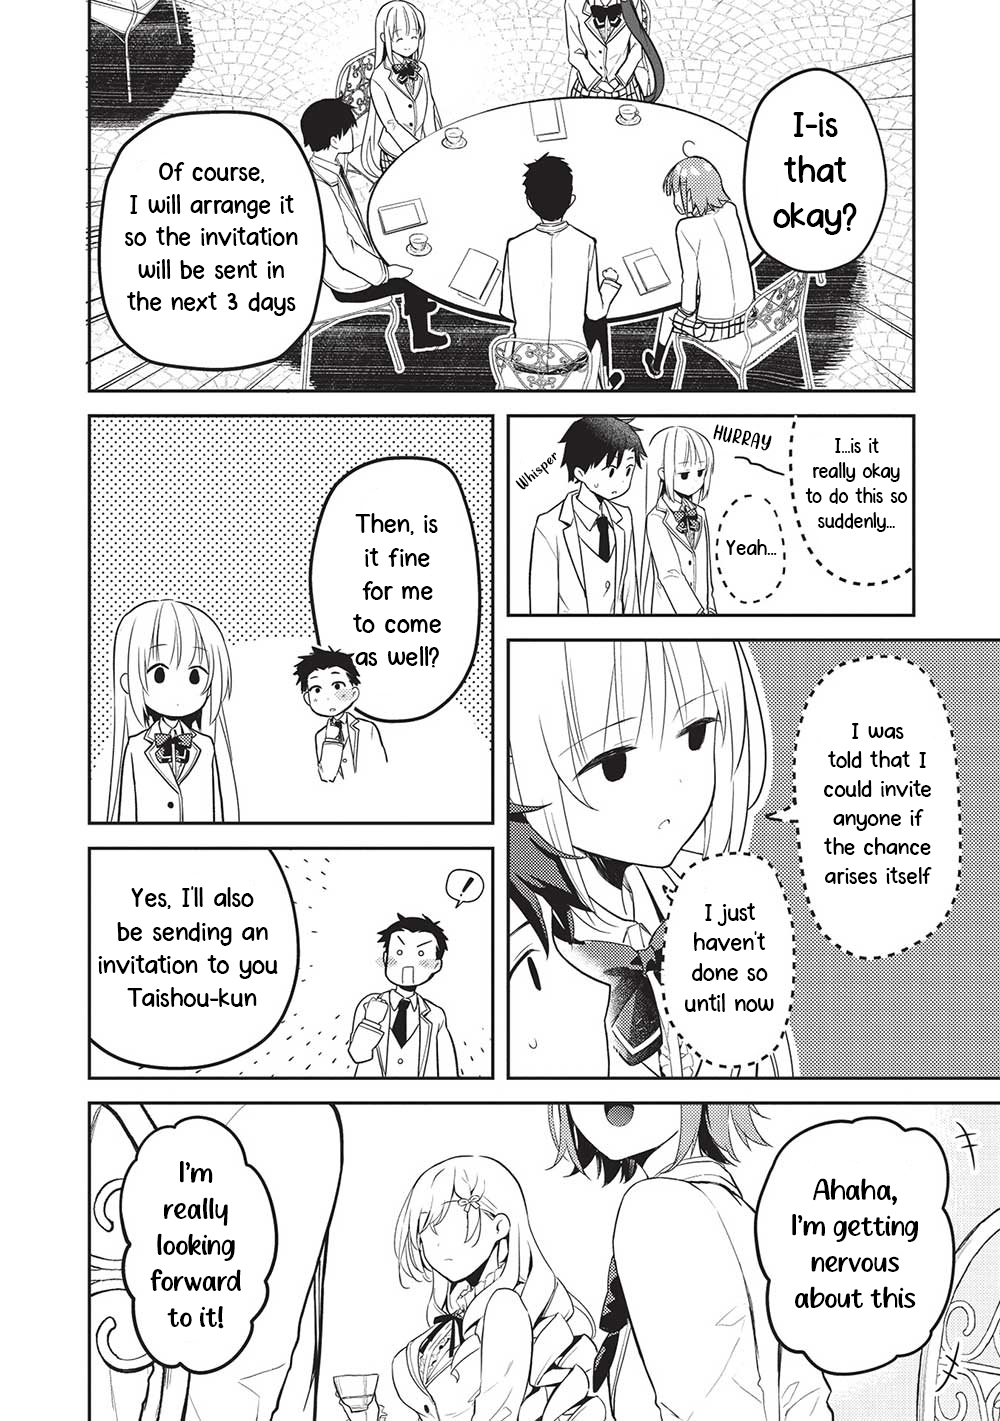 I-is
that
okay?
Of course,
I will arrange it
so the invitation
will be sent in
the next 3 days
I...is it
really okay
to do this so
suddenly...
HURRAY
Whisper
Yeah...
Then, is
it fine
for me
to come
as well?
I was
told that I
could invite
anyone if
the chance
arises itself
I just
haven't
done so
until now
!
Yes, I'll also
be sending an
invitation to you
Taishou-kun
Ahaha,
I'm getting
nervous
about this
I'm
really
looking
forward
to it!